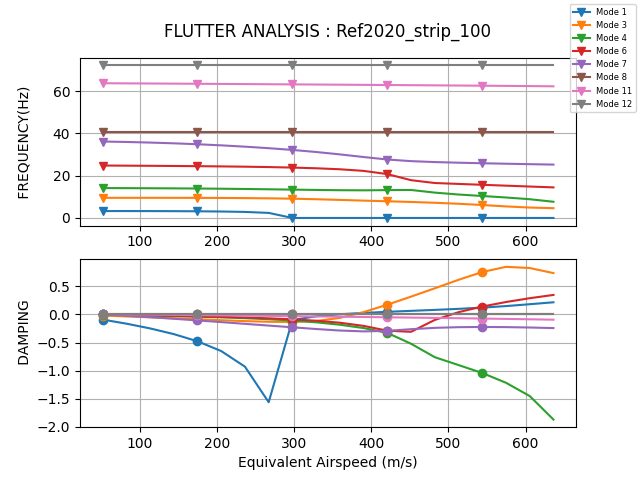 FLUTTER ANALYSIS : Ref2020_strip_100
Mode 1
Mode 3
Mode 4
Mode 6
Mode 7
Mode 8
Mode 11
Mode 12
FREQUENCY(Hz)
60
40
20
0
100 200 300 400 500 600
DAMPING
0.5
0.0
−0.5
−1.0
−1.5
−2.0
100 200 300 400 500 600
Equivalent Airspeed (m/s)